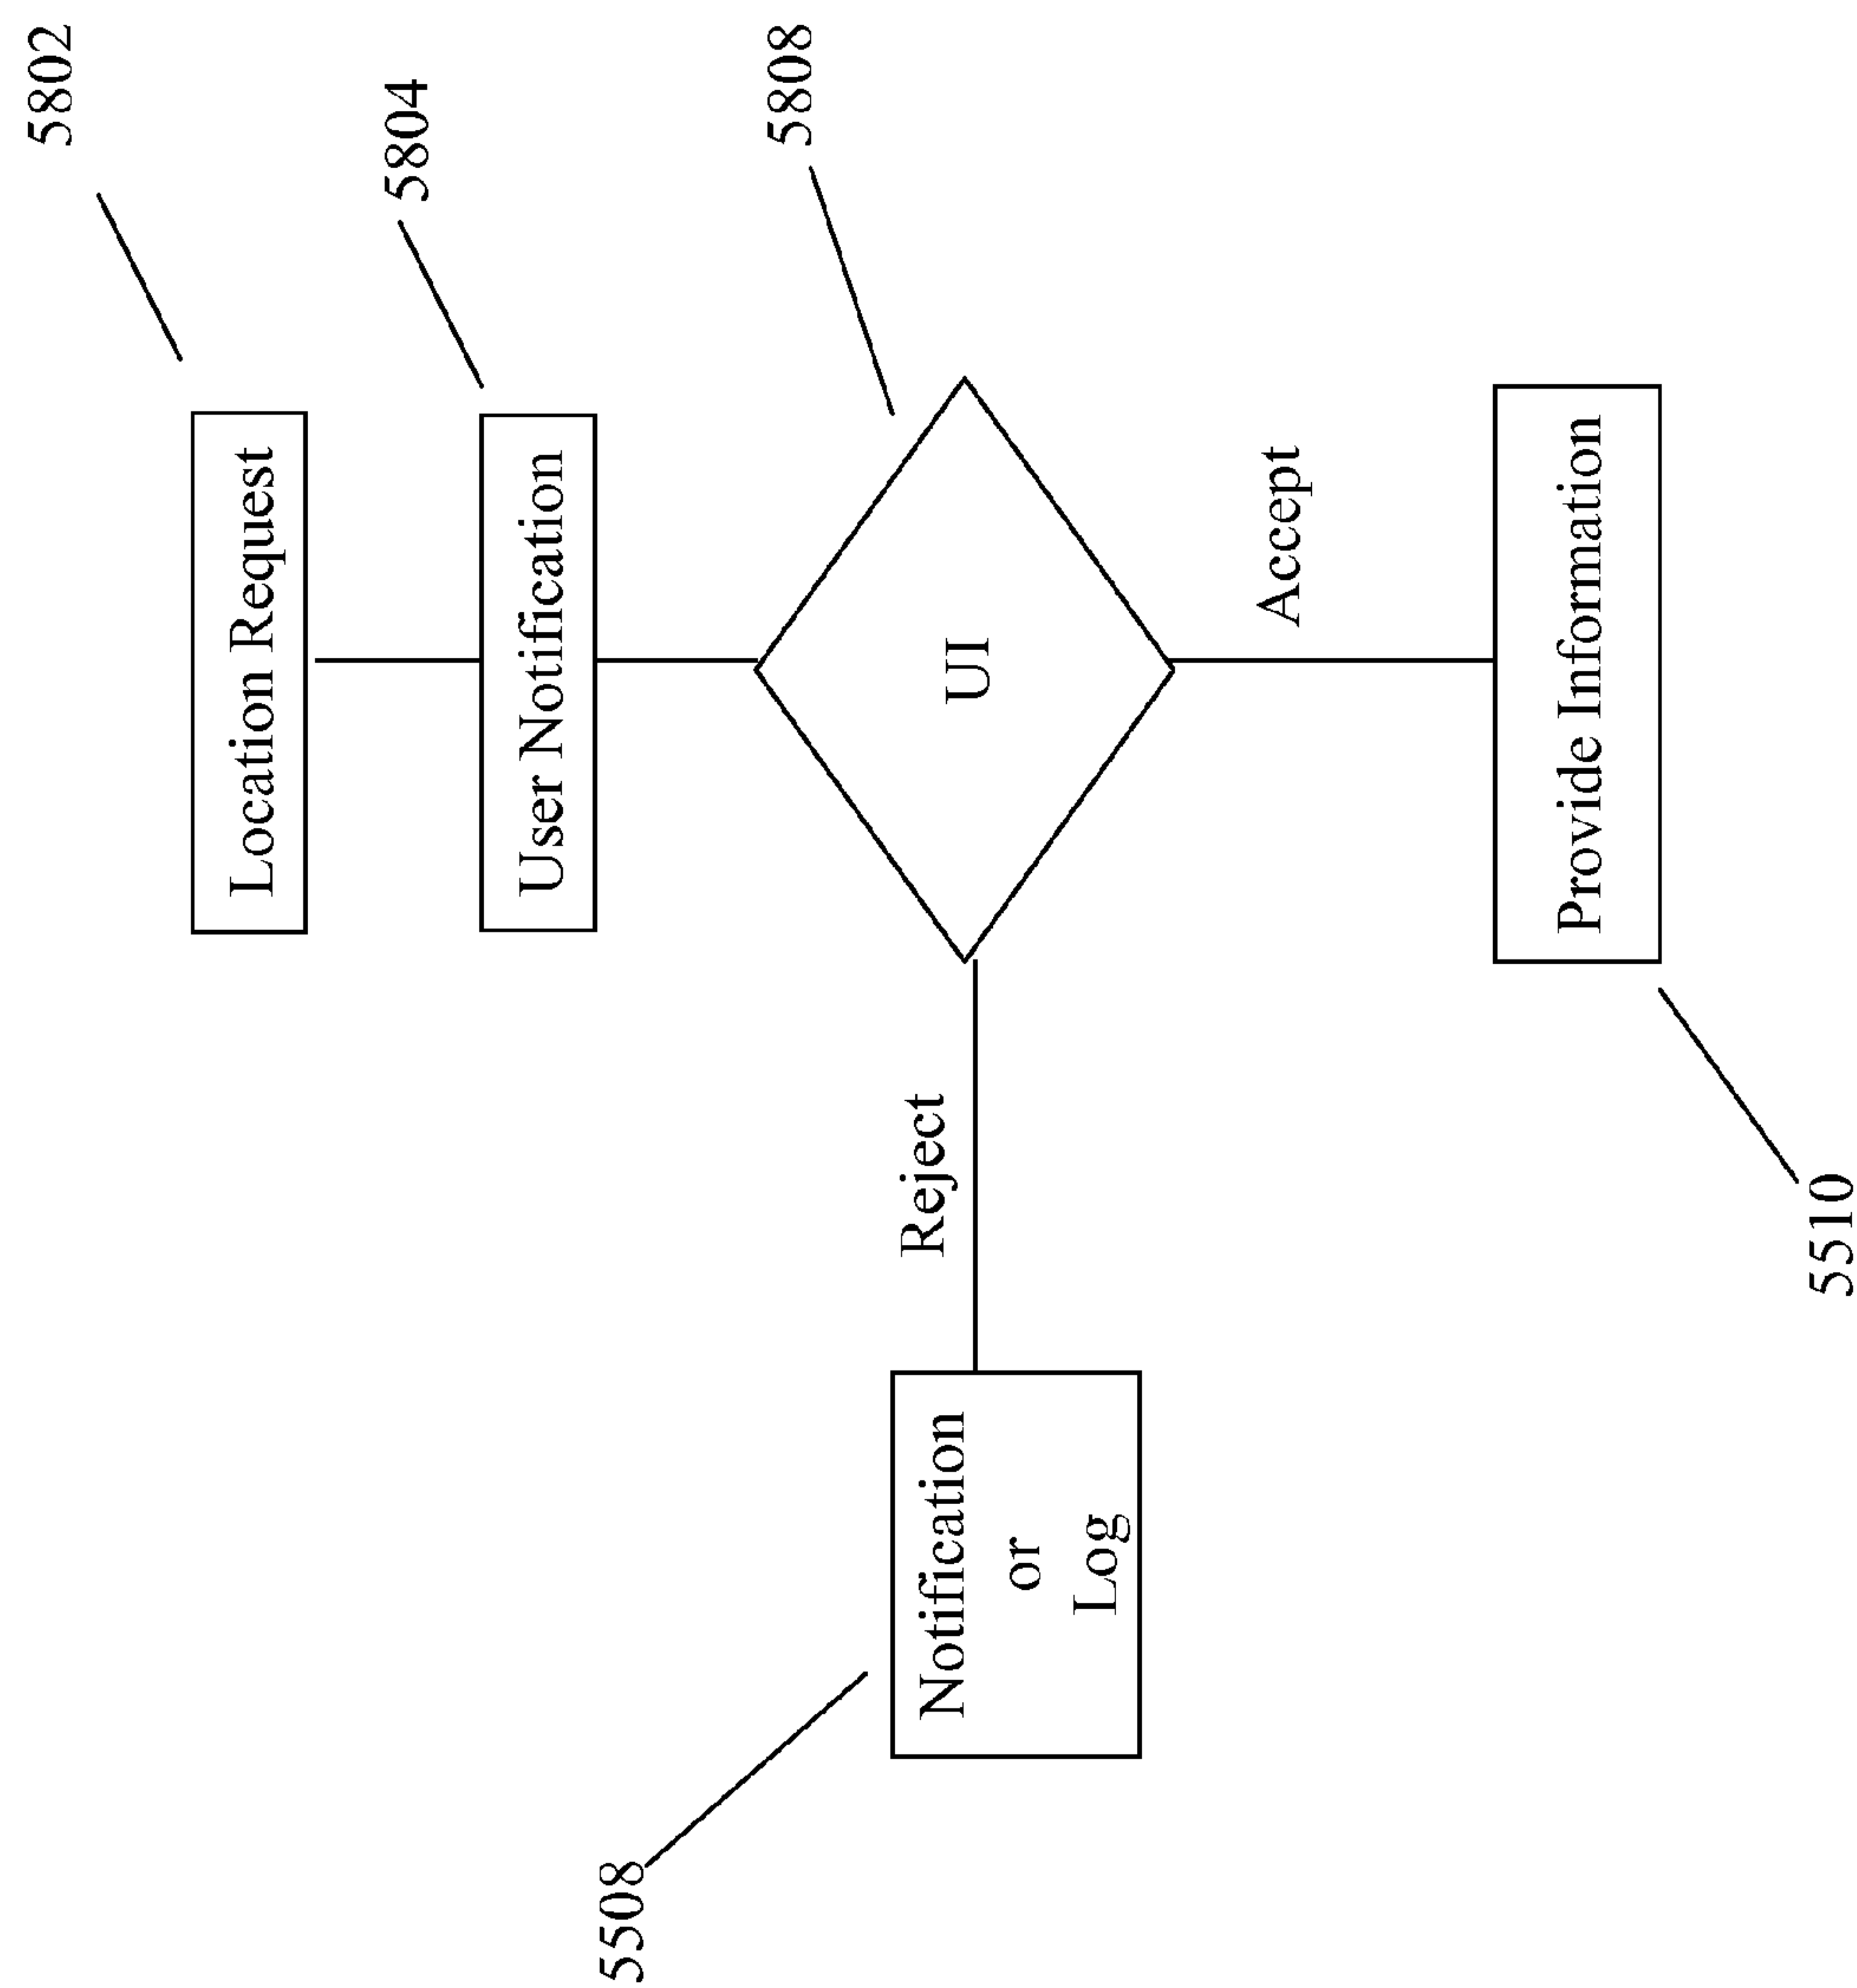 5802
Location Request
5804
User Notification
5808
UI
Reject
Accept
5508
Notification
or
Log
Provide Information
5510